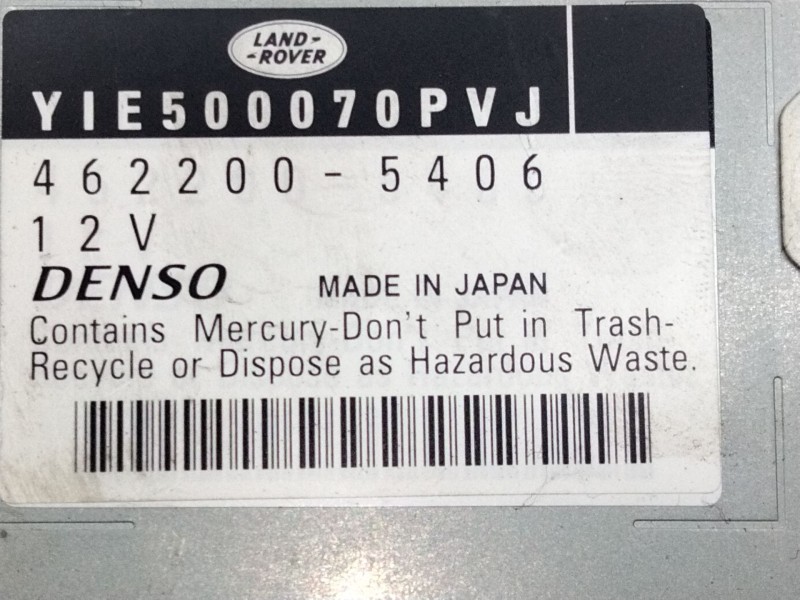 LAND-
-ROVER
YIE500070PVJ
462200-5406
12V
DENSO MADE IN JAPAN
Contains Mercury-Don't Put in Trash-
Recycle or Dispose as Hazardous Waste.